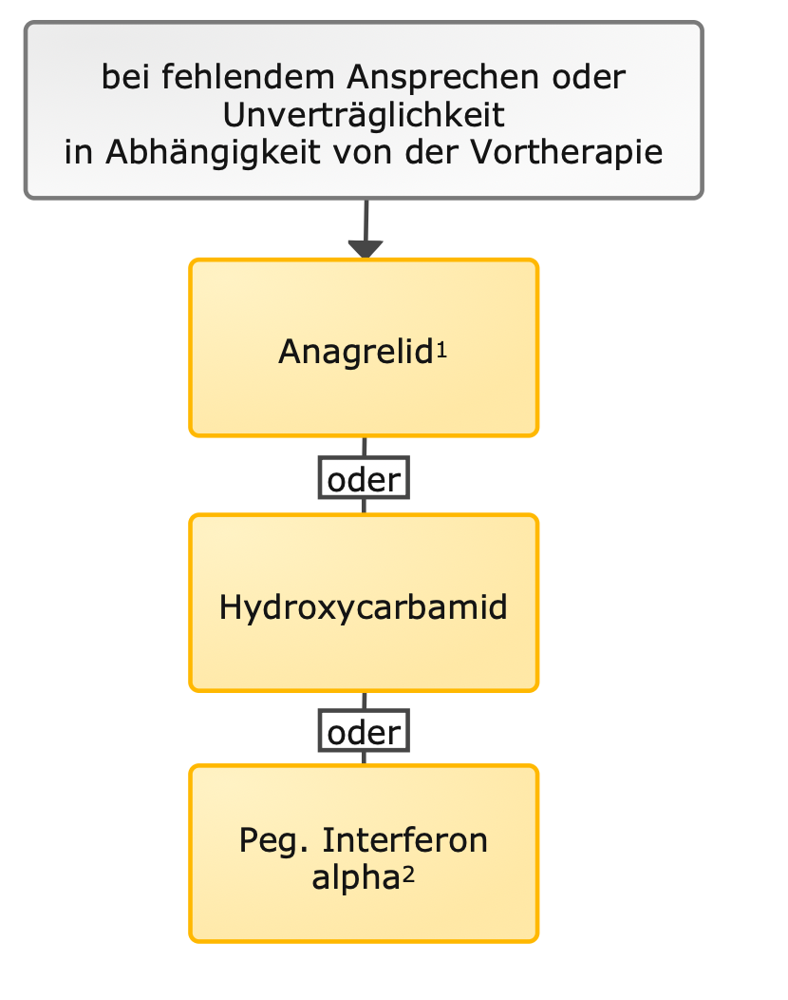 bei fehlendem Ansprechen oder
Unverträglichkeit
in Abhängigkeit von der Vortherapie
Anagrelid¹
oder
Hydroxycarbamid
oder
Peg. Interferon
alpha²